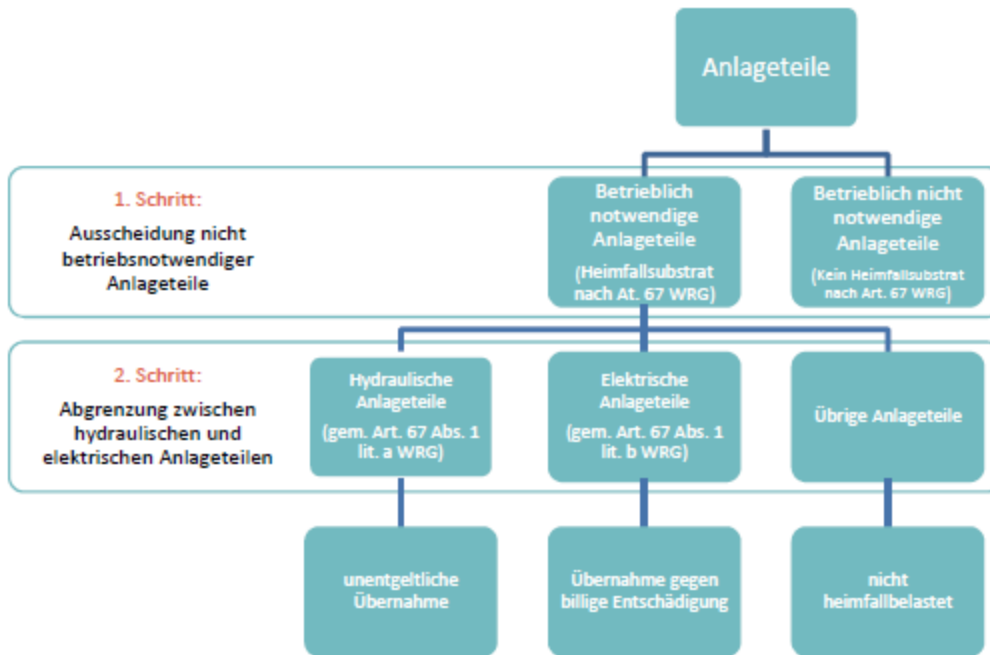 Anlageteile
1. Schritt:
Ausscheidung nicht
betriebsnotwendiger
Anlageteile
Betrieblich
notwendige
Anlageteile
(Heimfallsubstrat
nach At. 67 WRG)
Betrieblich nicht
notwendige
Anlageteile
(Kein Heimfallsubstrat
nach Art. 67 WRG)
2. Schritt:
Abgrenzung zwischen
hydraulischen und
elektrischen Anlageteilen
Hydraulische
Anlageteile
(gem. Art. 67 Abs. 1
lit. a WRG)
Elektrische
Anlageteile
(gem. Art. 67 Abs. 1
lit. b WRG)
Übrige Anlageteile
unentgeltliche
Übernahme
Übernahme gegen
billige Entschädigung
nicht
heimfallbelastet